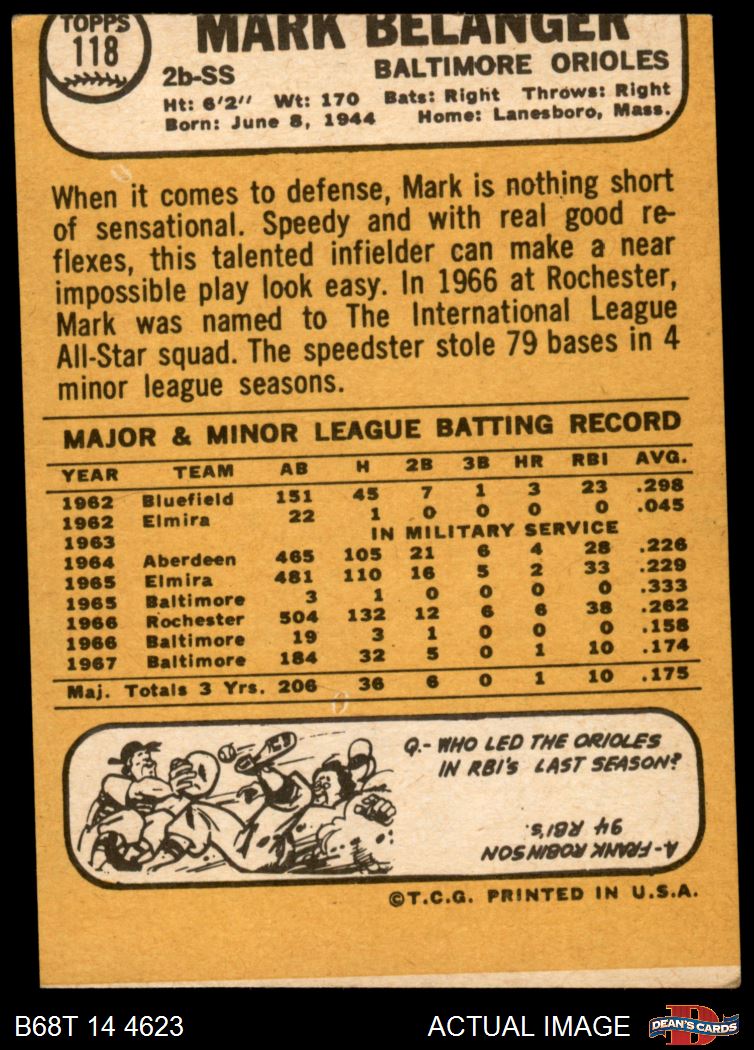 TOPPS
118
MARK BELANGER
2b-SS BALTIMORE ORIOLES
Ht: 6'2" Wt: 170 Bats: Right Throws: Right
Born: June 8, 1944 Home: Lanesboro, Mass.
When it comes to defense, Mark is nothing short
of sensational. Speedy and with real good re-
flexes, this talented infielder can make a near
impossible play look easy. In 1966 at Rochester,
Mark was named to The International League
All-Star squad. The speedster stole 79 bases in 4
minor league seasons.
MAJOR & MINOR LEAGUE BATTING RECORD
YEAR TEAM AB H 2B 3B HR RBI AVG.
1962 Bluefield 151 45 7 1 3 23 .298
1962 Elmira 22 1 0 0 0 0 .045
1963 IN MILITARY SERVICE
1964 Aberdeen 465 105 21 6 4 28 .226
1965 Elmira 481 110 16 5 2 33 .229
1965 Baltimore 3 1 0 0 0 0 .333
1966 Rochester 504 132 12 6 6 38 .262
1966 Baltimore 19 3 1 0 0 0 .158
1967 Baltimore 184 32 5 0 1 10 .174
Maj. Totals 3 Yrs. 206 36 6 0 1 10 .175
Q.- WHO LED THE ORIOLES
IN RBI's LAST SEASON?
A-FRANK ROBINSON
94 RBI's.
©T.C.G. PRINTED IN U.S.A.
B68T 14 4623 ACTUAL IMAGE
D
DEAN'S CARDS